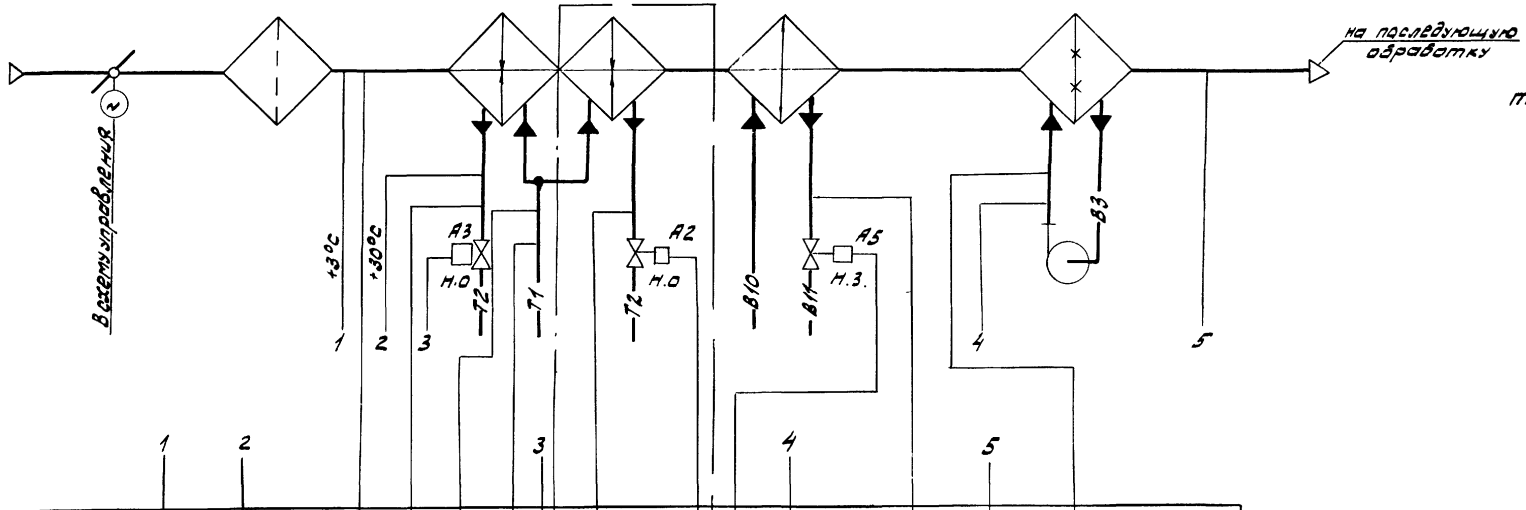 на последующую
обработку
В схему управления
+3°С
+30°С
1
2
3
А3
Н.О
Т2
Т1
А2
Н.О
Т2
В10
А5
Н.З.
В11
4
В3
5
1
2
3
4
5